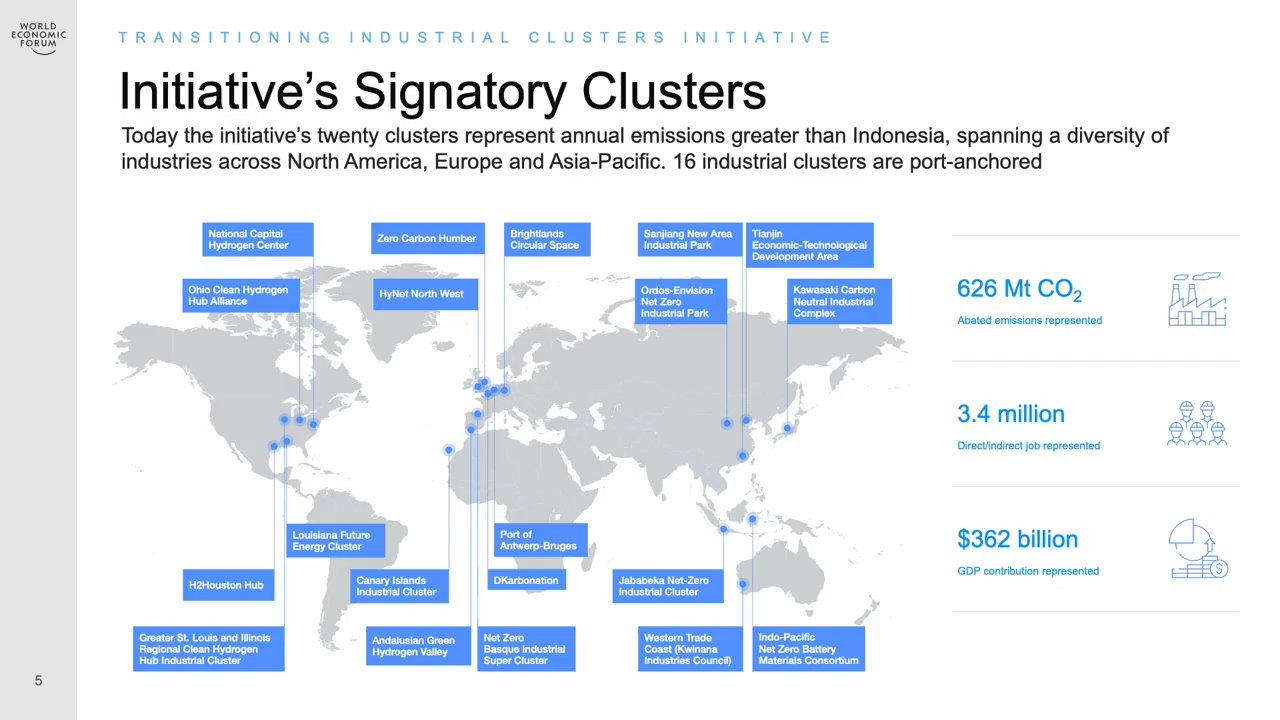 WORLD
ECONOMIC
FORUM
TRANSITIONING INDUSTRIAL CLUSTERS INITIATIVE
Initiative’s Signatory Clusters
Today the initiative’s twenty clusters represent annual emissions greater than Indonesia, spanning a diversity of
industries across North America, Europe and Asia-Pacific. 16 industrial clusters are port-anchored
National Capital
Hydrogen Center
Zero Carbon Humber
Brightlands
Circular Space
Sanjiang New Area
Industrial Park
Tianjin
Economic-Technological
Development Area
Ohio Clean Hydrogen
Hub Alliance
HyNet North West
Ordos-Envision
Net Zero
Industrial Park
Kawasaki Carbon
Neutral Industrial
Complex
Louisiana Future
Energy Cluster
Port of
Antwerp-Bruges
H2Houston Hub
Canary Islands
Industrial Cluster
DKarbonation
Jababeka Net-Zero
Industrial Cluster
Greater St. Louis and Illinois
Regional Clean Hydrogen
Hub Industrial Cluster
Andalusian Green
Hydrogen Valley
Net Zero
Basque Industrial
Super Cluster
Western Trade
Coast (Kwinana
Industries Council)
Indo-Pacific
Net Zero Battery
Materials Consortium
626 Mt CO₂
Abated emissions represented
3.4 million
Direct/indirect job represented
$362 billion
GDP contribution represented
$
5